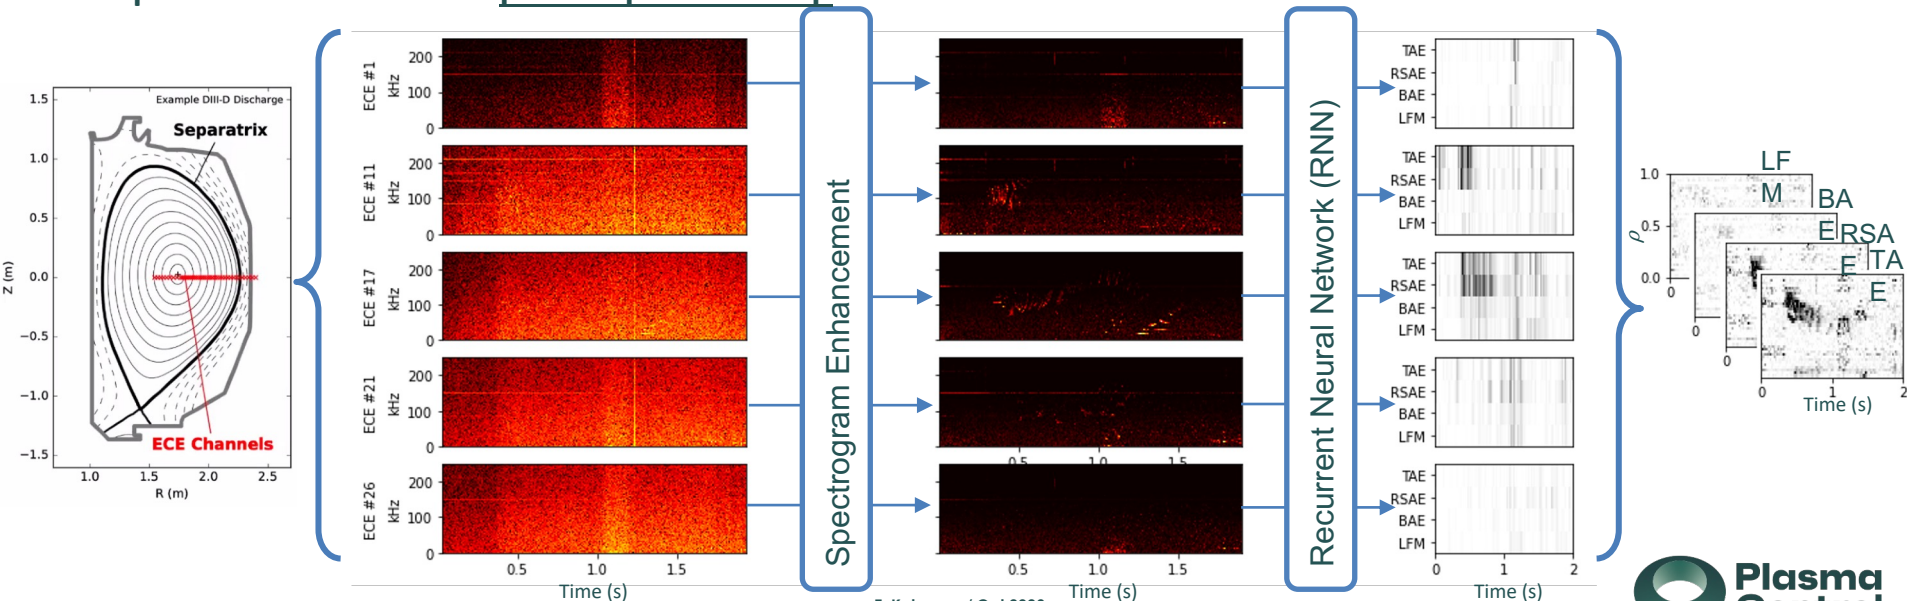 Example DIII-D Discharge
Separatrix
ECE Channels
1.5
1.0
0.5
0.0
−0.5
−1.0
−1.5
Z (m)
1.0 1.5 2.0 2.5
R (m)
ECE #1
kHz
200
100
0
ECE #11
kHz
200
100
0
ECE #17
kHz
200
100
0
ECE #21
kHz
200
100
0
ECE #26
kHz
200
100
0
0.5 1.0 1.5
Time (s)
Spectrogram Enhancement
0.5 1.0 1.5
0.5 1.0 1.5
Time (s)
Recurrent Neural Network (RNN)
TAE
RSAE
BAE
LFM
TAE
RSAE
BAE
LFM
TAE
RSAE
BAE
LFM
TAE
RSAE
BAE
LFM
TAE
RSAE
BAE
LFM
0 1 2
Time (s)
LF
M
BA
E
RSA
E
TA
E
1.0
0.5
0.0
ρ
0
0
0
0 1 2
Time (s)
Plasma
Control